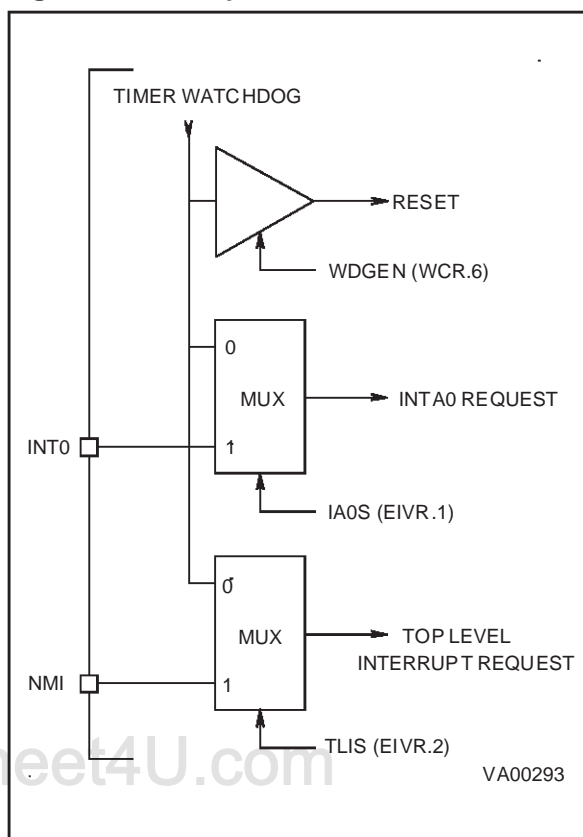 TIMER WATCHDOG
RESET
WDGEN (WCR.6)
0
MUX
INTA0 REQUEST
INT0
1
IA0S (EIVR.1)
0
MUX
TOP LEVEL
INTERRUPT REQUEST
NMI
1
TLIS (EIVR.2)
eet4U.com
VA00293